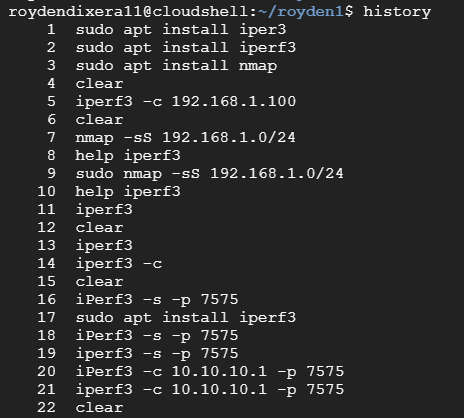 roydendixera11@cloudshell:~/royden1$ history
1 sudo apt install iper3
2 sudo apt install iperf3
3 sudo apt install nmap
4 clear
5 iperf3 -c 192.168.1.100
6 clear
7 nmap -sS 192.168.1.0/24
8 help iperf3
9 sudo nmap -sS 192.168.1.0/24
10 help iperf3
11 iperf3
12 clear
13 iperf3
14 iperf3 -c
15 clear
16 iPerf3 -s -p 7575
17 sudo apt install iperf3
18 iPerf3 -s -p 7575
19 iperf3 -s -p 7575
20 iPerf3 -c 10.10.10.1 -p 7575
21 iperf3 -c 10.10.10.1 -p 7575
22 clear